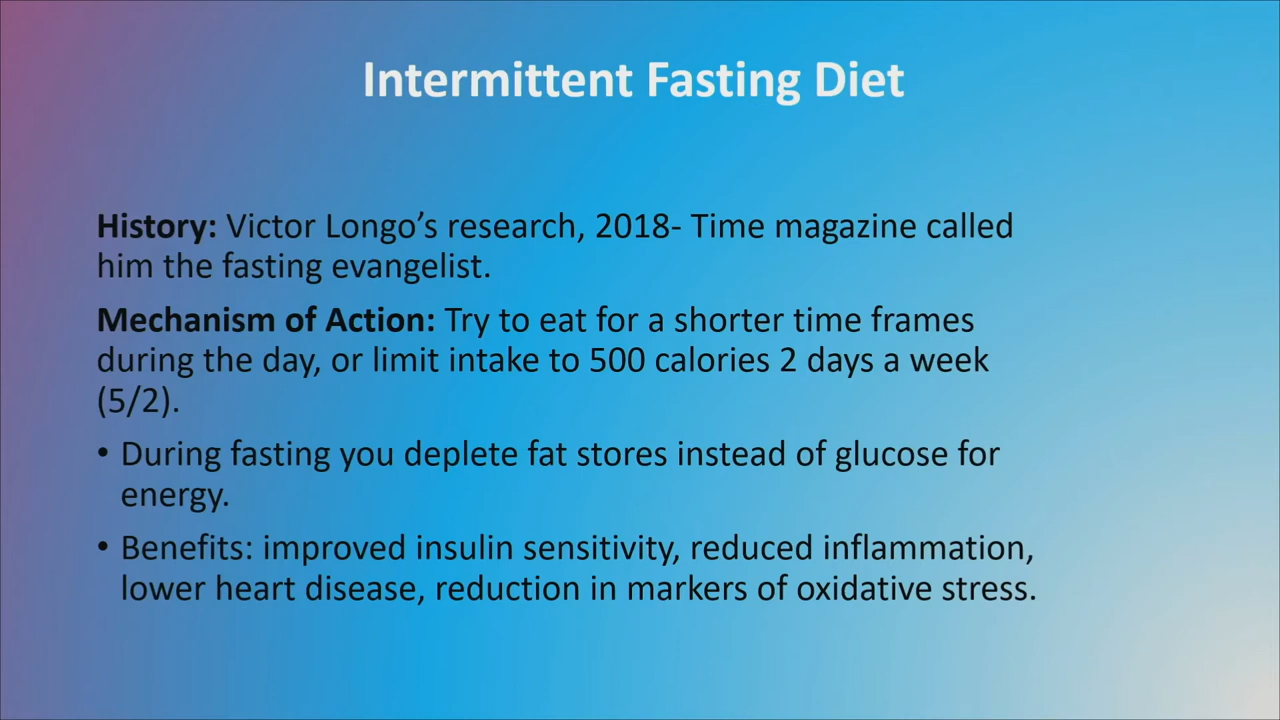 Intermittent Fasting Diet
History: Victor Longo’s research, 2018- Time magazine called
him the fasting evangelist.
Mechanism of Action: Try to eat for a shorter time frames
during the day, or limit intake to 500 calories 2 days a week
(5/2).
• During fasting you deplete fat stores instead of glucose for
energy.
• Benefits: improved insulin sensitivity, reduced inflammation,
lower heart disease, reduction in markers of oxidative stress.